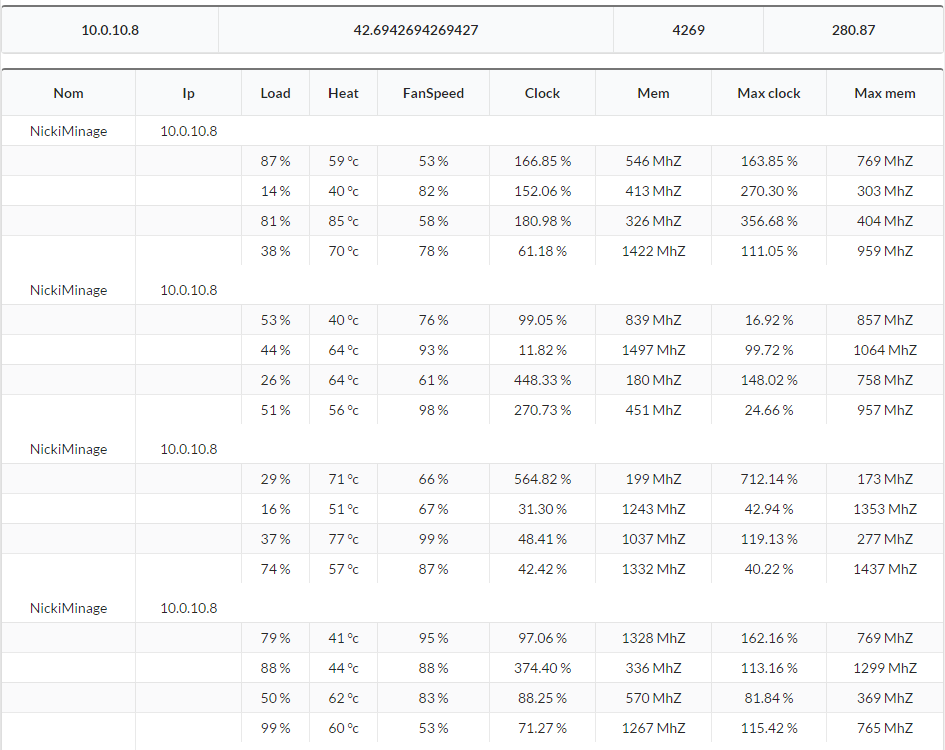 10.0.10.8 42.6942694269427 4269 280.87
Nom Ip Load Heat FanSpeed Clock Mem Max clock Max mem
NickiMinage 10.0.10.8
87 % 59 °c 53 % 166.85 % 546 MhZ 163.85 % 769 MhZ
14 % 40 °c 82 % 152.06 % 413 MhZ 270.30 % 303 MhZ
81 % 85 °c 58 % 180.98 % 326 MhZ 356.68 % 404 MhZ
38 % 70 °c 78 % 61.18 % 1422 MhZ 111.05 % 959 MhZ
NickiMinage 10.0.10.8
53 % 40 °c 76 % 99.05 % 839 MhZ 16.92 % 857 MhZ
44 % 64 °c 93 % 11.82 % 1497 MhZ 99.72 % 1064 MhZ
26 % 64 °c 61 % 448.33 % 180 MhZ 148.02 % 758 MhZ
51 % 56 °c 98 % 270.73 % 451 MhZ 24.66 % 957 MhZ
NickiMinage 10.0.10.8
29 % 71 °c 66 % 564.82 % 199 MhZ 712.14 % 173 MhZ
16 % 51 °c 67 % 31.30 % 1243 MhZ 42.94 % 1353 MhZ
37 % 77 °c 99 % 48.41 % 1037 MhZ 119.13 % 277 MhZ
74 % 57 °c 87 % 42.42 % 1332 MhZ 40.22 % 1437 MhZ
NickiMinage 10.0.10.8
79 % 41 °c 95 % 97.06 % 1328 MhZ 162.16 % 769 MhZ
88 % 44 °c 88 % 374.40 % 336 MhZ 113.16 % 1299 MhZ
50 % 62 °c 83 % 88.25 % 570 MhZ 81.84 % 369 MhZ
99 % 60 °c 53 % 71.27 % 1267 MhZ 115.42 % 765 MhZ